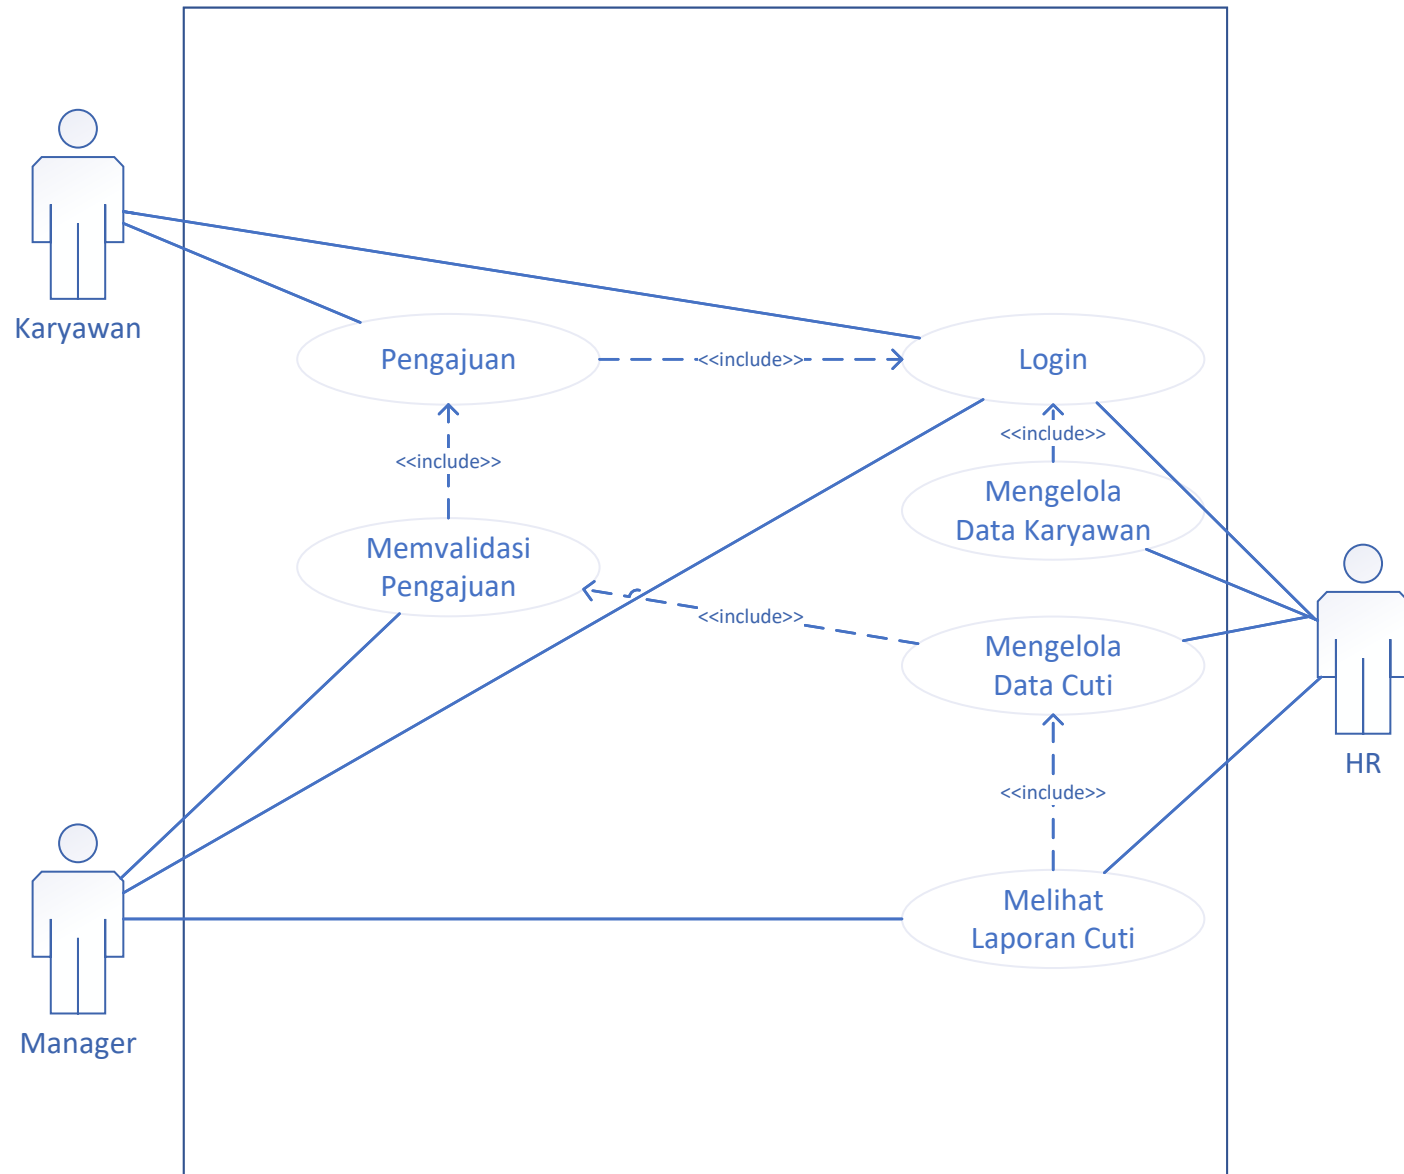 Karyawan
Pengajuan
<<include>>
Login
<<include>>
<<include>>
Mengelola
Data Karyawan
Memvalidasi
Pengajuan
<<include>>
Mengelola
Data Cuti
HR
<<include>>
Melihat
Laporan Cuti
Manager